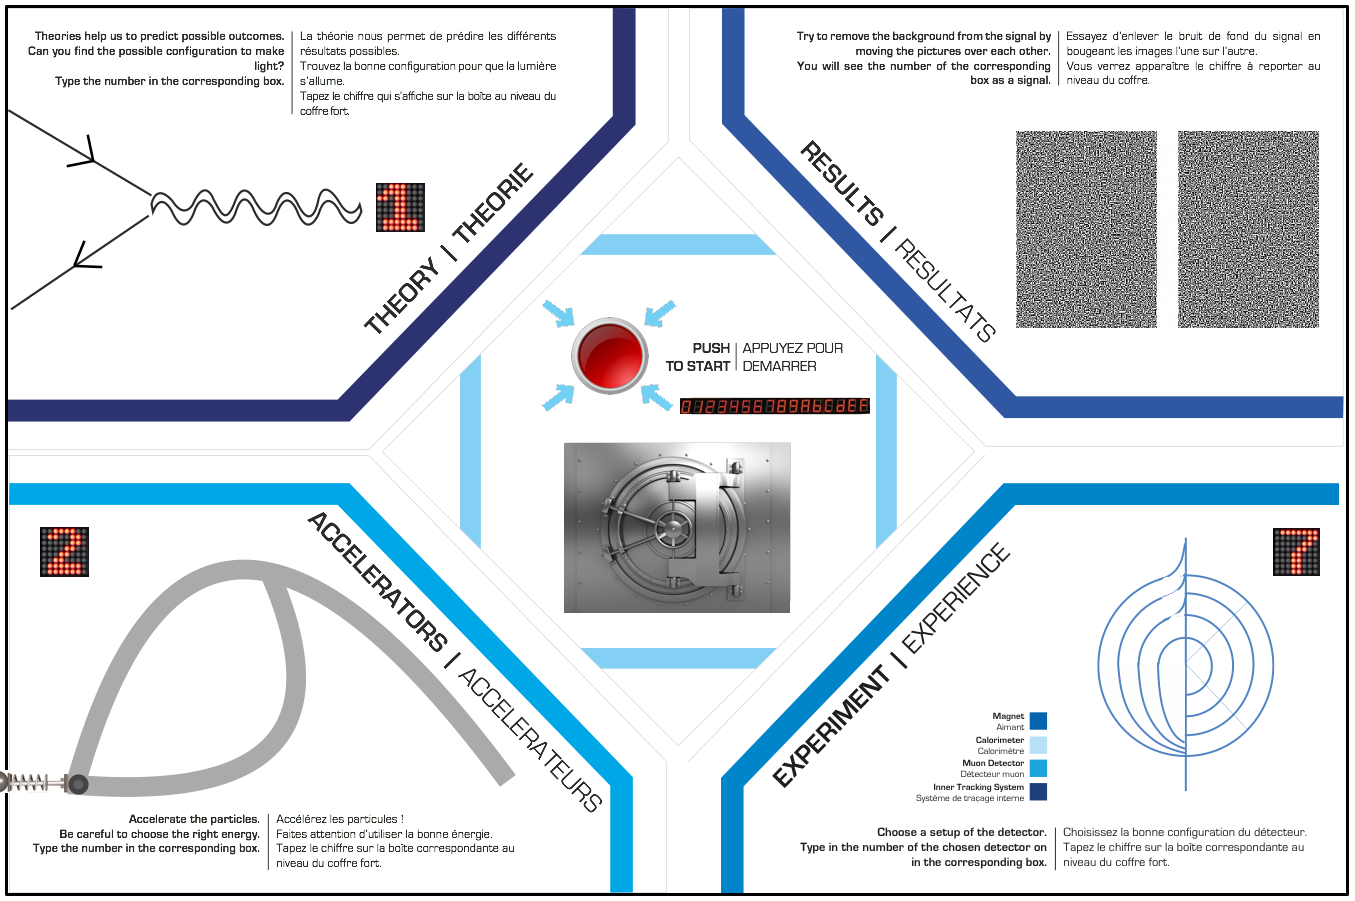 Theories help us to predict possible outcomes.
Can you find the possible configuration to make
light?
Type the number in the corresponding box.
La théorie nous permet de prédire les différents
résultats possibles.
Trouvez la bonne configuration pour que la lumière
s'allume.
Tapez le chiffre qui s'affiche sur la boîte au niveau du
coffre fort.
1
THEORY | THEORIE
Try to remove the background from the signal by
moving the pictures over each other.
You will see the number of the corresponding
box as a signal.
Essayez d'enlever le bruit de fond du signal en
bougeant les images l'une sur l'autre.
Vous verrez apparaître le chiffre à reporter au
niveau du coffre.
RESULTS | RESULTATS
PUSH
TO START
APPUYEZ POUR
DEMARRER
0123456789AbCdEF
2
ACCELERATORS | ACCELERATEURS
Accelerate the particles.
Be careful to choose the right energy.
Type the number in the corresponding box.
Accélérez les particules !
Faites attention d'utiliser la bonne énergie.
Tapez le chiffre sur la boîte correspondante au
niveau du coffre fort.
EXPERIMENT | EXPERIENCE
7
Magnet
Aimant
Calorimeter
Calorimètre
Muon Detector
Détecteur muon
Inner Tracking System
Système de traçage interne
Choose a setup of the detector.
Type in the number of the chosen detector on
in the corresponding box.
Choisissez la bonne configuration du détecteur.
Tapez le chiffre sur la boîte correspondante au
niveau du coffre fort.